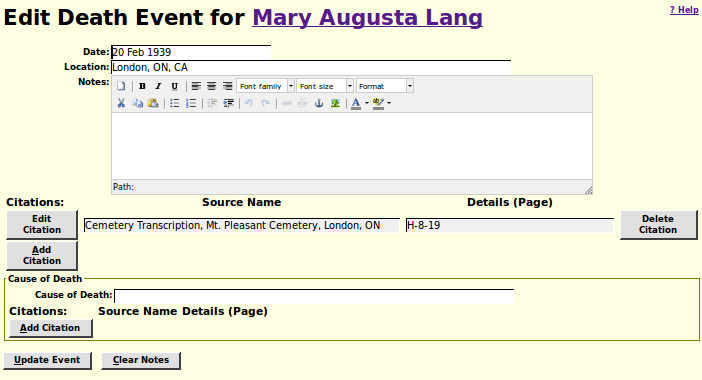 Edit Death Event for Mary Augusta Lang
? Help
Date: 20 Feb 1939
Location: London, ON, CA
Notes:
B I U Font family Font size Format
A ab
Path:
Citations: Source Name Details (Page)
Edit Citation Cemetery Transcription, Mt. Pleasant Cemetery, London, ON H-8-19 Delete Citation
Add Citation
Cause of Death
Cause of Death:
Citations: Source Name Details (Page)
Add Citation
Update Event Clear Notes